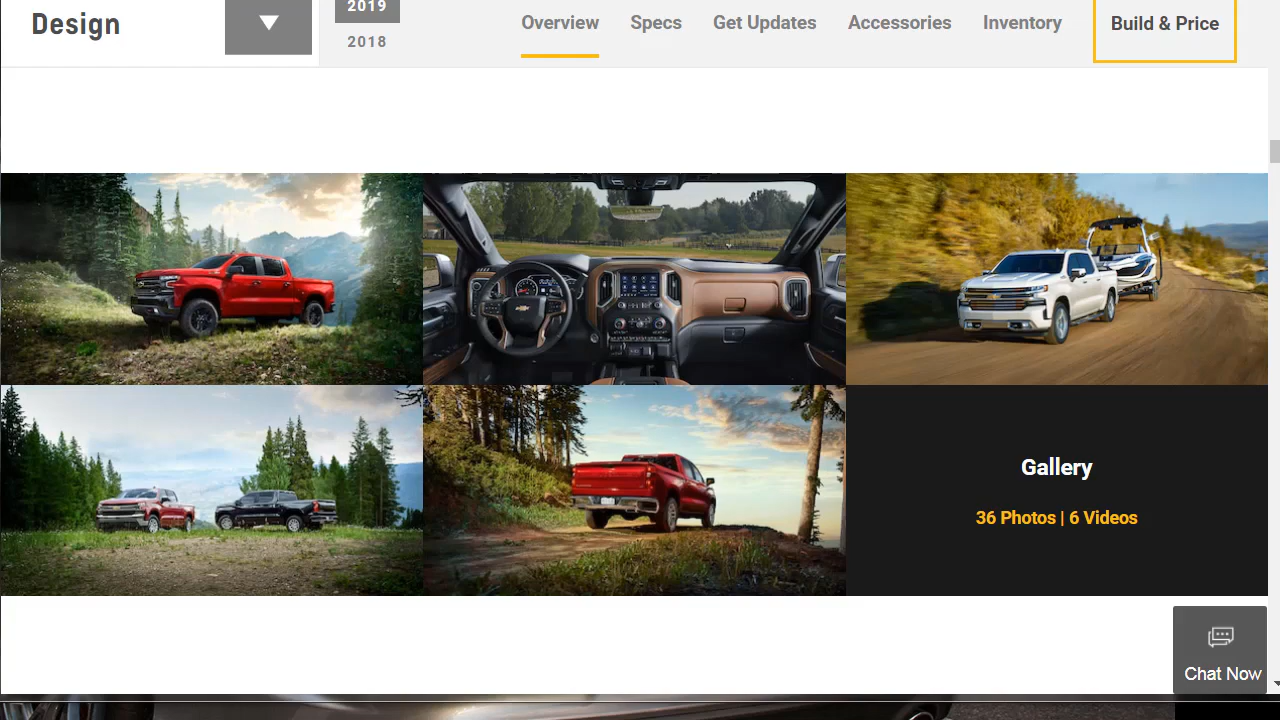 Design
2019
2018
Overview
Specs
Get Updates
Accessories
Inventory
Build & Price
Gallery
36 Photos | 6 Videos
Chat Now